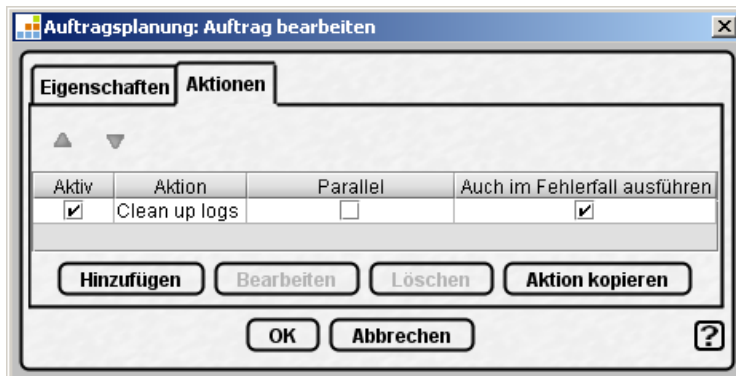 Auftragsplanung: Auftrag bearbeiten
Eigenschaften Aktionen
Aktiv Aktion Parallel Auch im Fehlerfall ausführen
Clean up logs
Hinzufügen Bearbeiten Löschen Aktion kopieren
OK Abbrechen ?